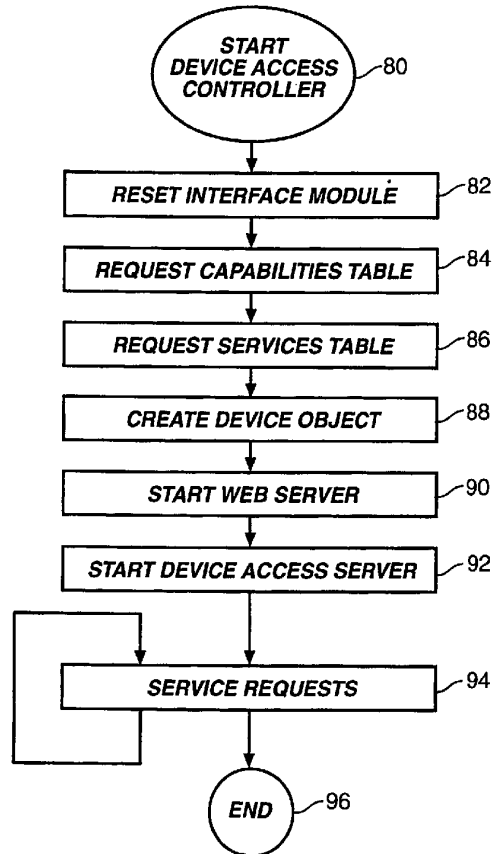 START
DEVICE ACCESS
CONTROLLER
80
RESET INTERFACE MODULE
82
REQUEST CAPABILITIES TABLE
84
REQUEST SERVICES TABLE
86
CREATE DEVICE OBJECT
88
START WEB SERVER
90
START DEVICE ACCESS SERVER
92
SERVICE REQUESTS
94
END
96